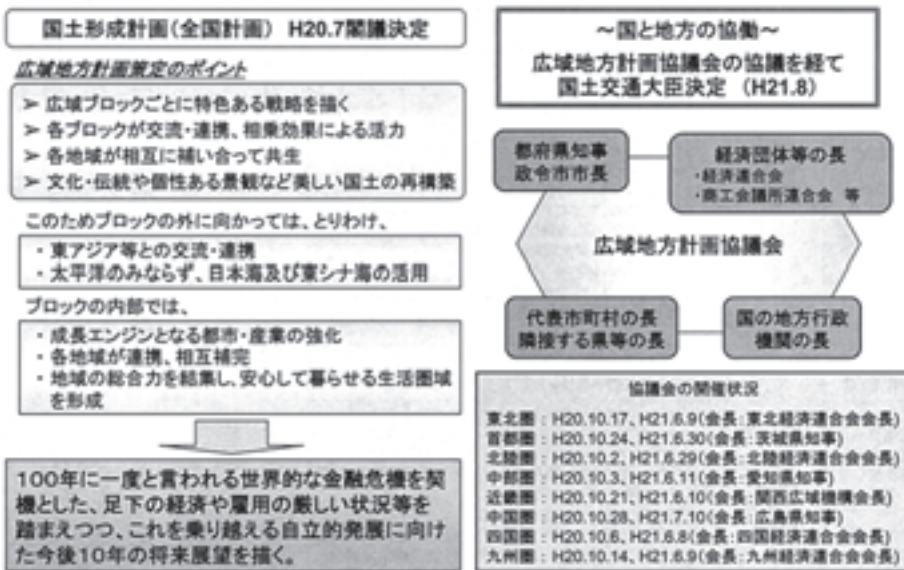 国土形成計画(全国計画) H20.7閣議決定
広域地方計画策定のポイント
➢ 広域ブロックごとに特色ある戦略を描く
➢ 各ブロックが交流・連携、相乗効果による活力
➢ 各地域が相互に補い合って共生
➢ 文化・伝統や個性ある景観など美しい国土の再構築
このためブロックの外に向かっては、とりわけ、
・東アジア等との交流・連携
・太平洋のみならず、日本海及び東シナ海の活用
ブロックの内部では、
・成長エンジンとなる都市・産業の強化
・各地域が連携、相互補完
・地域の総合力を結集し、安心して暮らせる生活圏域
を形成
100年に一度と言われる世界的な金融危機を契
機とした、足下の経済や雇用の厳しい状況等を
踏まえつつ、これを乗り越える自立的発展に向け
た今後10年の将来展望を描く。
~国と地方の協働~
広域地方計画協議会の協議を経て
国土交通大臣決定 (H21.8)
都府県知事
政令市市長
経済団体等の長
・経済連合会
・商工会議所連合会 等
広域地方計画協議会
代表市町村の長
隣接する県等の長
国の地方行政
機関の長
協議会の開催状況
東北圏:H20.10.17、H21.6.9(会長:東北経済連合会会長)
首都圏:H20.10.24、H21.6.30(会長:茨城県知事)
北陸圏:H20.10.2、H21.6.29(会長:北陸経済連合会会長)
中部圏:H20.10.3、H21.6.11(会長:愛知県知事)
近畿圏:H20.10.21、H21.6.10(会長:関西広域機構会長)
中国圏:H20.10.28、H21.7.10(会長:広島県知事)
四国圏:H20.10.6、H21.6.8(会長:四国経済連合会会長)
九州圏:H20.10.14、H21.6.9(会長:九州経済連合会会長)